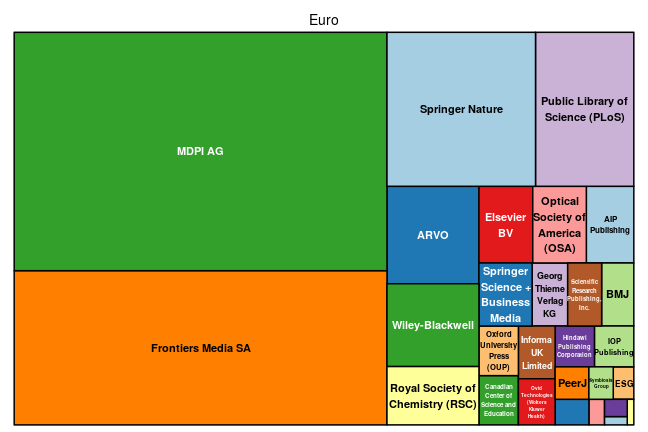 Euro
MDPI AG
Frontiers Media SA
Springer Nature
Public Library of
Science (PLoS)
ARVO
Wiley-Blackwell
Royal Society of
Chemistry (RSC)
Elsevier
BV
Optical
Society of
America
(OSA)
AIP
Publishing
Springer
Science +
Business
Media
Georg
Thieme
Verlag
KG
Scientific
Research
Publishing,
Inc.
BMJ
Oxford
University
Press
(OUP)
Canadian
Center of
Science and
Education
Informa
UK
Limited
Ovid
Technologies
(Wolters
Kluwer
Health)
Hindawi
Publishing
Corporation
IOP
Publishing
PeerJ
Symbiosis
Group
ESG